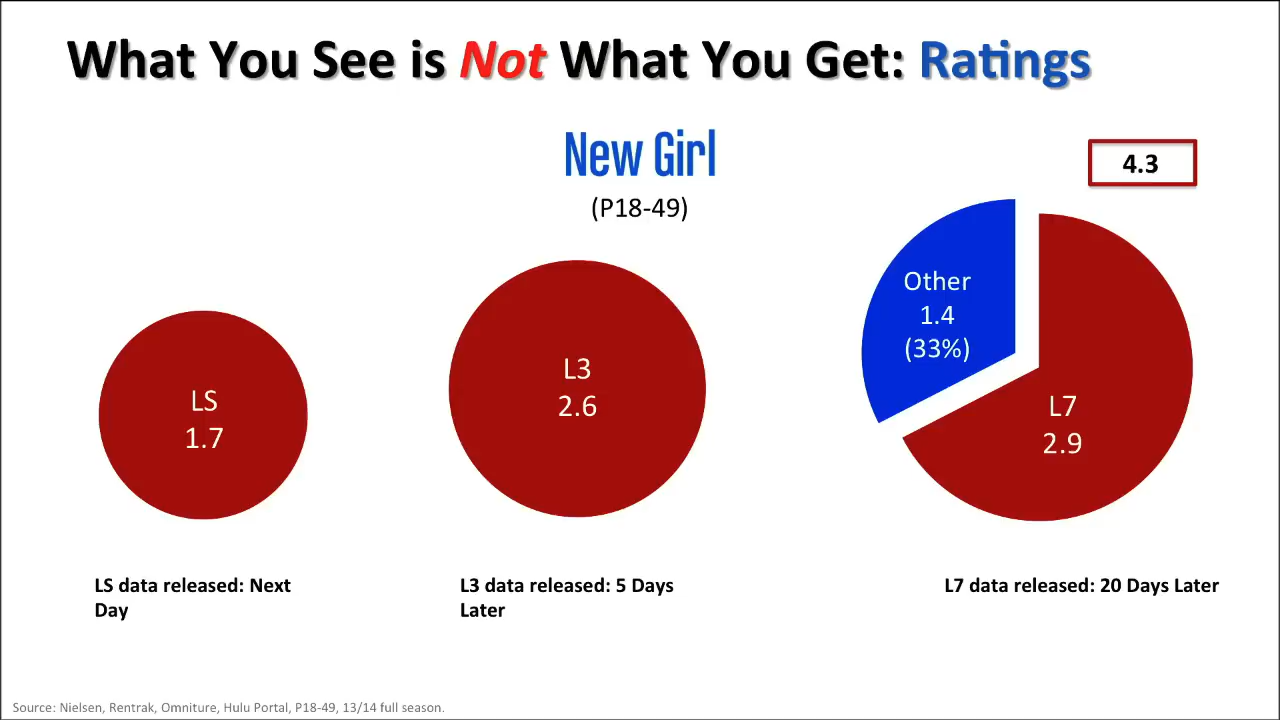 What You See is Not What You Get: Ratings
New Girl
(P18-49)
4.3
LS
1.7
L3
2.6
Other
1.4
(33%)
L7
2.9
LS data released: Next
Day
L3 data released: 5 Days
Later
L7 data released: 20 Days Later
Source: Nielsen, Rentrak, Omniture, Hulu Portal, P18-49, 13/14 full season.